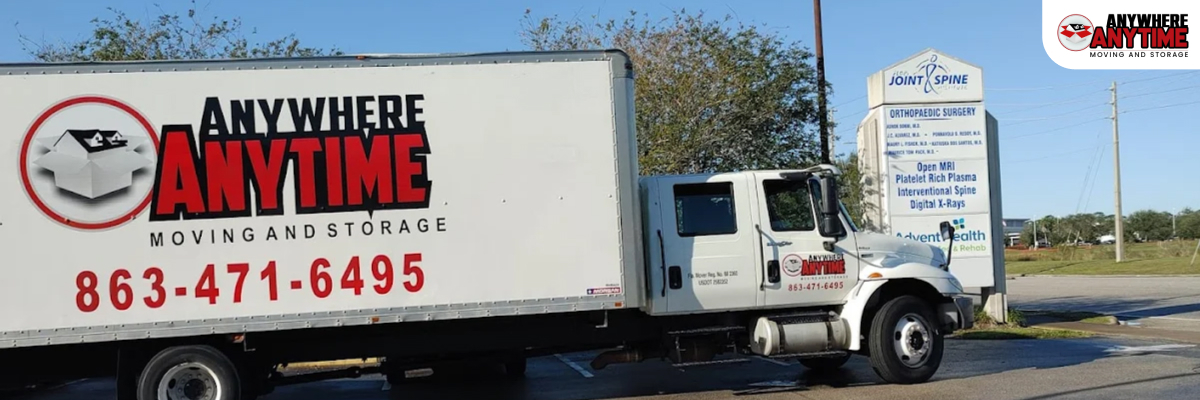 ANYWHERE
ANYTIME
MOVING AND STORAGE
863-471-6495
ANYWHERE
ANYTIME
863-471-6495
JOINT & SPINE
ORTHOPAEDIC SURGERY
Open MRI
Platelet Rich Plasma
Interventional Spine
Digital X-Rays
AdventHealth
& Rehab
ANYWHERE
ANYTIME
MOVING AND STORAGE